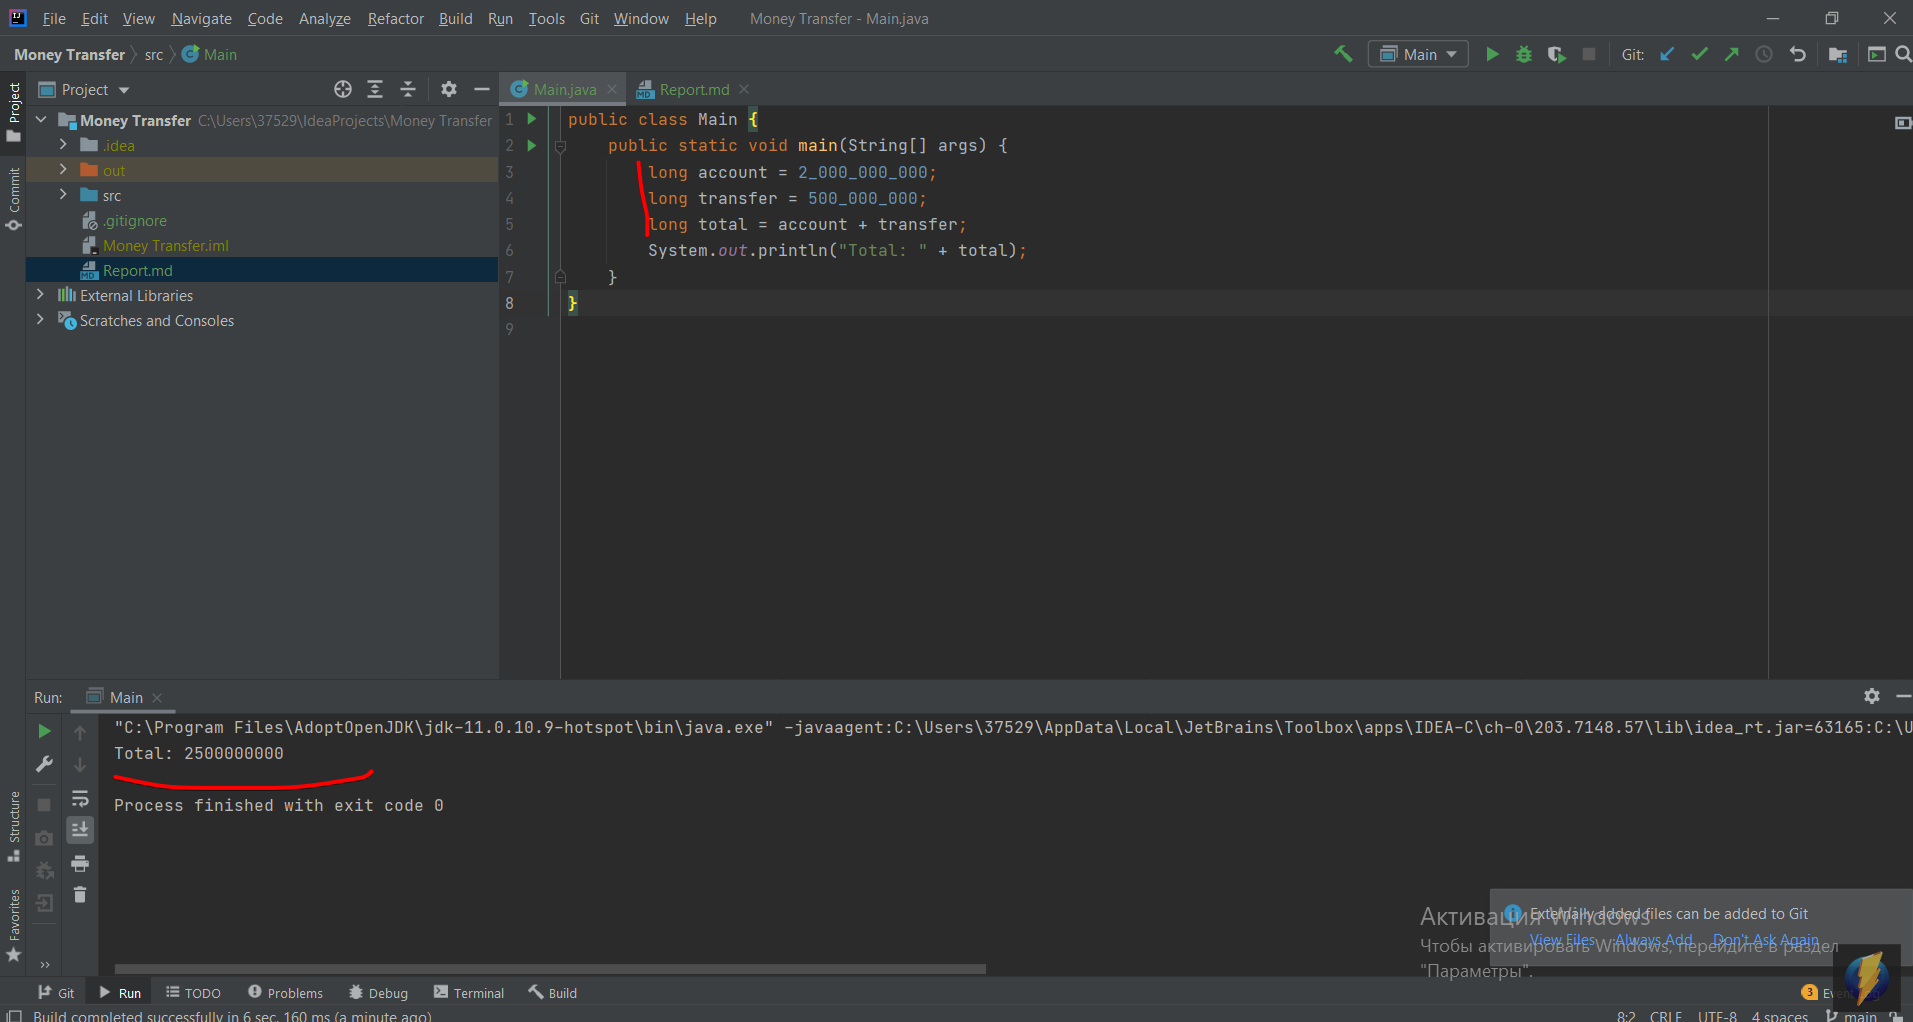 File Edit View Navigate Code Analyze Refactor Build Run Tools Git Window Help Money Transfer - Main.java
Money Transfer src Main
Main Git:
Project
Commit
Structure
Favorites
Project
Money Transfer C:\Users\37529\IdeaProjects\Money Transfer
.idea
out
src
.gitignore
Money Transfer.iml
Report.md
External Libraries
Scratches and Consoles
Main.java Report.md
1 public class Main {
2 public static void main(String[] args) {
3 long account = 2_000_000_000;
4 long transfer = 500_000_000;
5 long total = account + transfer;
6 System.out.println("Total: " + total);
7 }
8 }
9
Run: Main
"C:\Program Files\AdoptOpenJDK\jdk-11.0.10.9-hotspot\bin\java.exe" -javaagent:C:\Users\37529\AppData\Local\JetBrains\Toolbox\apps\IDEA-C\ch-0\203.7148.57\lib\idea_rt.jar=63165:C:\U
Total: 2500000000
Process finished with exit code 0
Externally added files can be added to Git
View Files Always Add Don't Ask Again
Активация Windows
Чтобы активировать Windows, перейдите в раздел
"Параметры".
Git Run TODO Problems Debug Terminal Build
3
Build completed successfully in 6 sec, 160 ms (a minute ago)
8:2 CRLF UTF-8 4 spaces main